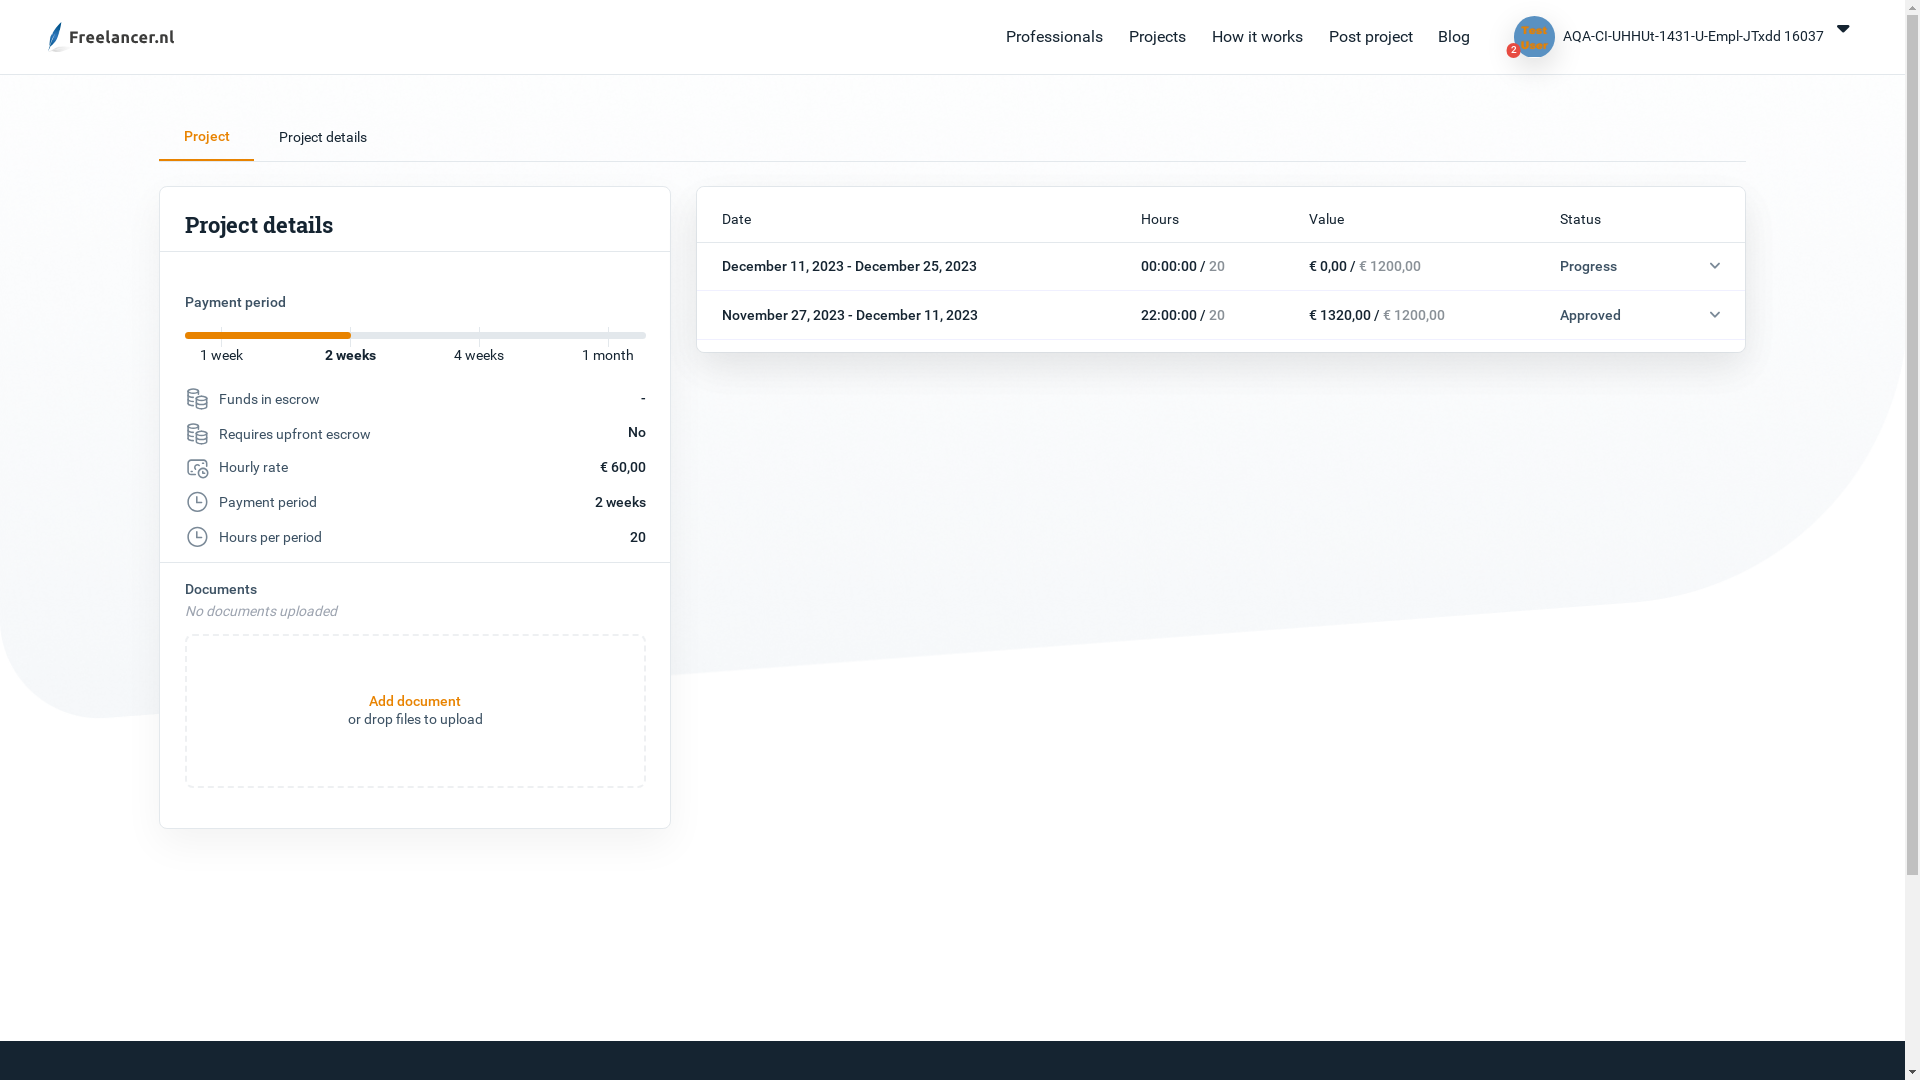 Freelancer.nl
Professionals Projects How it works Post project Blog
Test
User
2
AQA-CI-UHHUt-1431-U-Empl-JTxdd 16037
Project Project details
Project details
Payment period
1 week 2 weeks 4 weeks 1 month
Funds in escrow -
Requires upfront escrow No
Hourly rate € 60,00
Payment period 2 weeks
Hours per period 20
Documents
No documents uploaded
Add document
or drop files to upload
Date Hours Value Status
December 11, 2023 - December 25, 2023 00:00:00 / 20 € 0,00 / € 1200,00 Progress
November 27, 2023 - December 11, 2023 22:00:00 / 20 € 1320,00 / € 1200,00 Approved